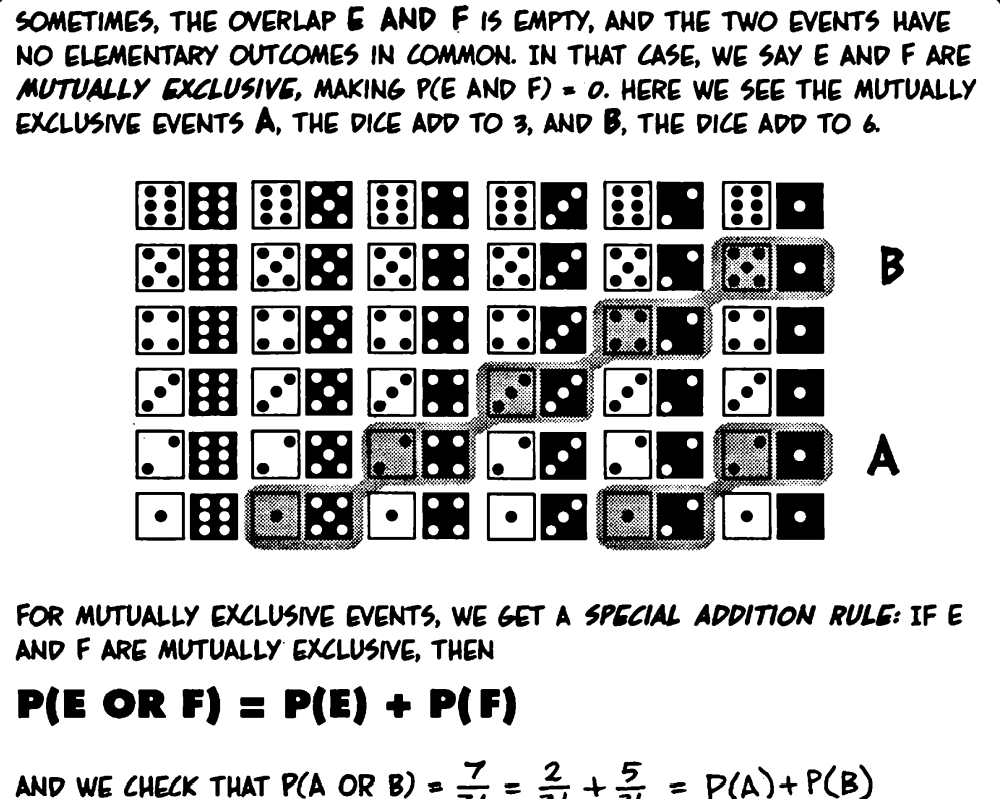 SOMETIMES, THE OVERLAP E AND F IS EMPTY, AND THE TWO EVENTS HAVE
NO ELEMENTARY OUTCOMES IN COMMON. IN THAT CASE, WE SAY E AND F ARE
MUTUALLY EXCLUSIVE, MAKING P(E AND F) = 0. HERE WE SEE THE MUTUALLY
EXCLUSIVE EVENTS A, THE DICE ADD TO 3, AND B, THE DICE ADD TO 6.
B
A
FOR MUTUALLY EXCLUSIVE EVENTS, WE GET A SPECIAL ADDITION RULE: IF E
AND F ARE MUTUALLY EXCLUSIVE, THEN
P(E OR F) = P(E) + P(F)
AND WE CHECK THAT P(A OR B) = 7 = 2 + 5 = P(A) + P(B)